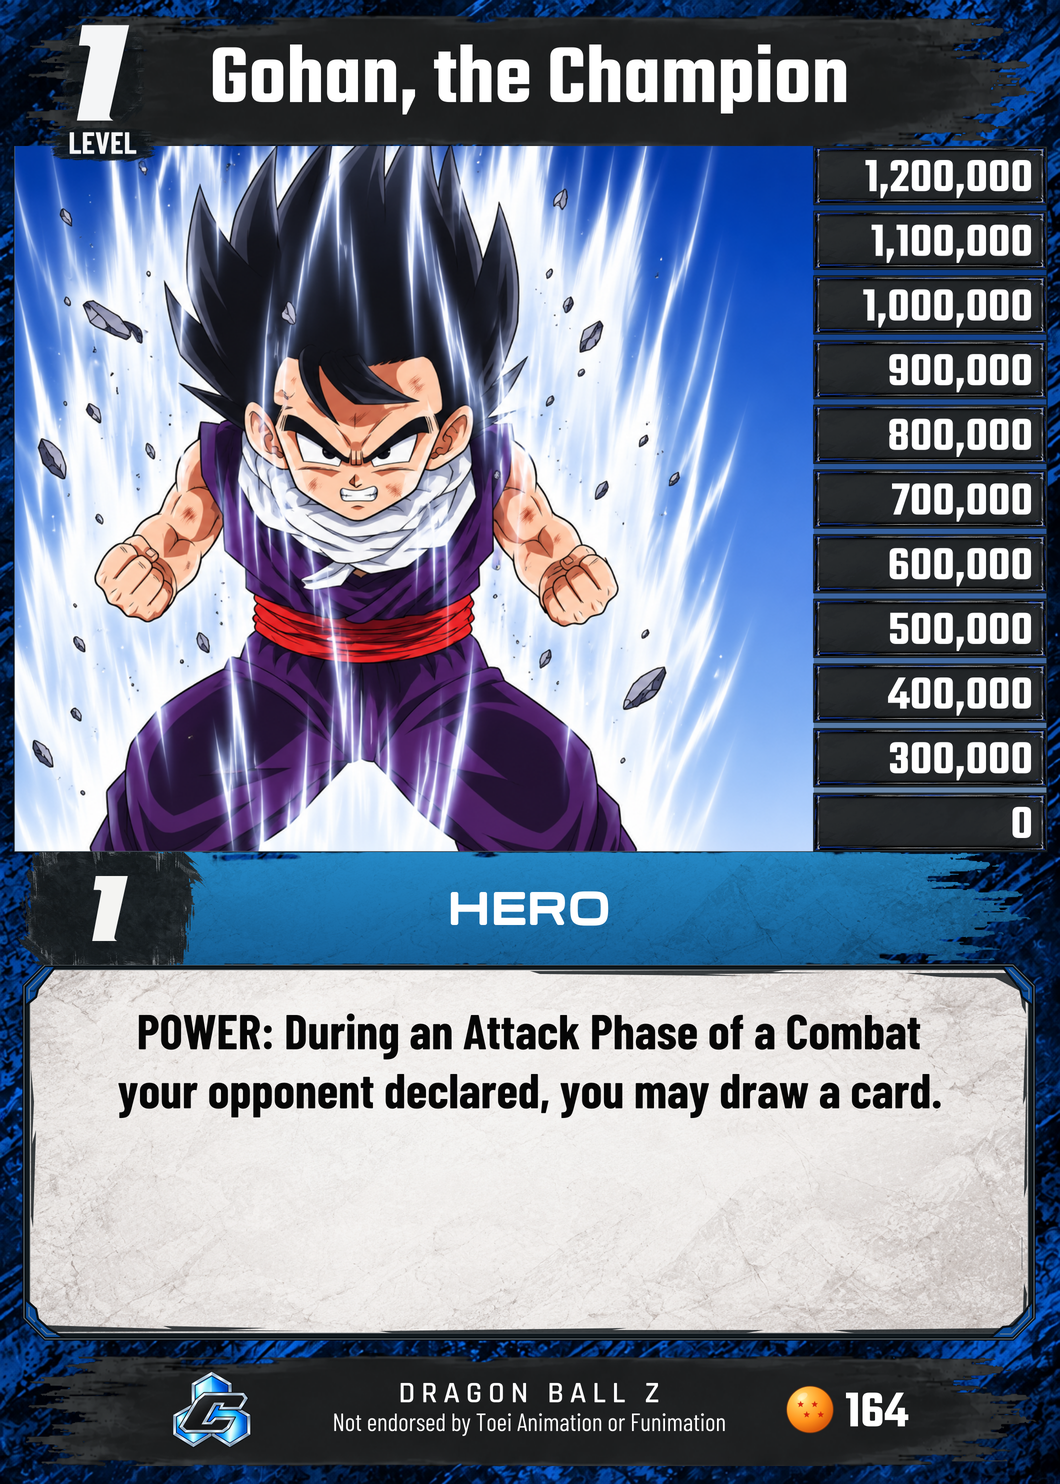 1
LEVEL
Gohan, the Champion
1,200,000
1,100,000
1,000,000
900,000
800,000
700,000
600,000
500,000
400,000
300,000
0
1
HERO
POWER: During an Attack Phase of a Combat
your opponent declared, you may draw a card.
G
DRAGON BALL Z
Not endorsed by Toei Animation or Funimation
164